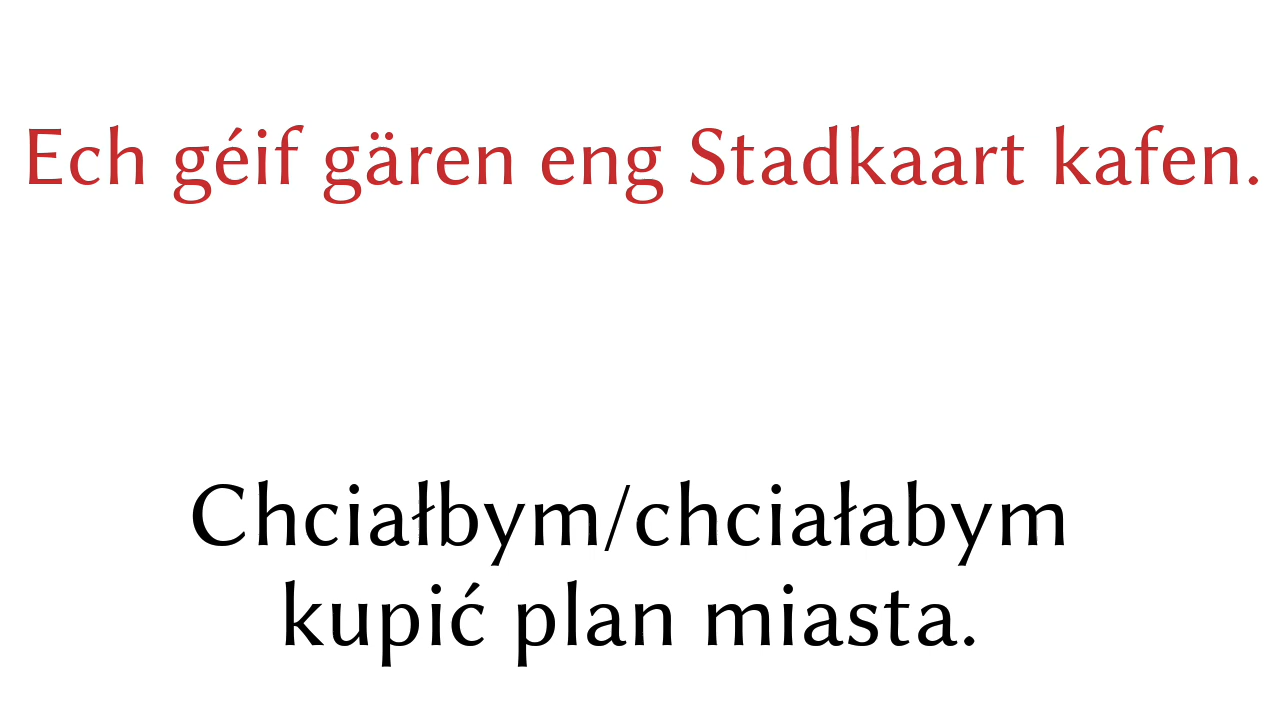 Ech géif gären eng Stadkaart kafen.
Chciałbym/chciałabym
kupić plan miasta.